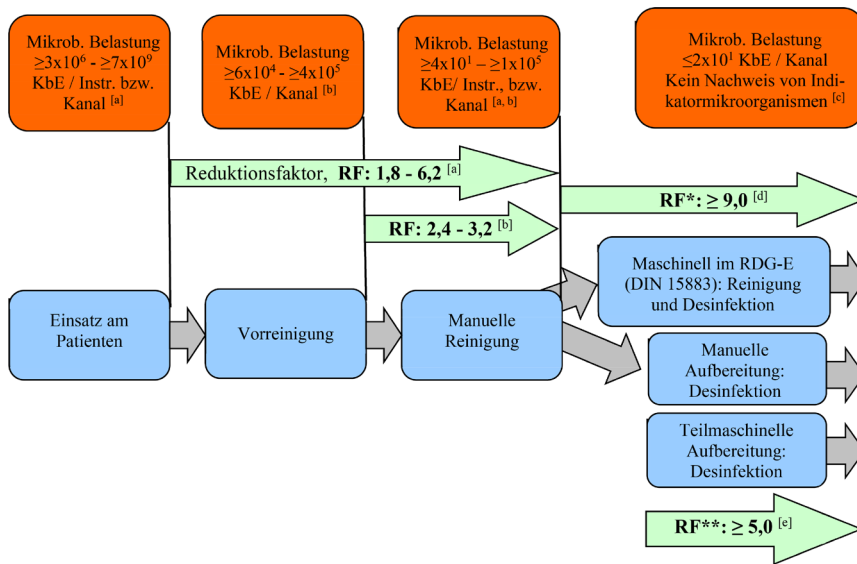 Mikrob. Belastung
≥3x10⁶ - ≥7x10⁹
KbE / Instr. bzw.
Kanal [a]
Mikrob. Belastung
≥6x10⁴ - ≥4x10⁵
KbE / Kanal [b]
Mikrob. Belastung
≥4x10¹ – ≥1x10⁵
KbE/ Instr., bzw.
Kanal [a, b]
Mikrob. Belastung
≤2x10¹ KbE / Kanal
Kein Nachweis von Indi-
katormikroorganismen [c]
Reduktionsfaktor, RF: 1,8 - 6,2 [a]
RF*: ≥ 9,0 [d]
RF: 2,4 - 3,2 [b]
Einsatz am
Patienten
Vorreinigung
Manuelle
Reinigung
Maschinell im RDG-E
(DIN 15883): Reinigung
und Desinfektion
Manuelle
Aufbereitung:
Desinfektion
Teilmaschinelle
Aufbereitung:
Desinfektion
RF**: ≥ 5,0 [e]